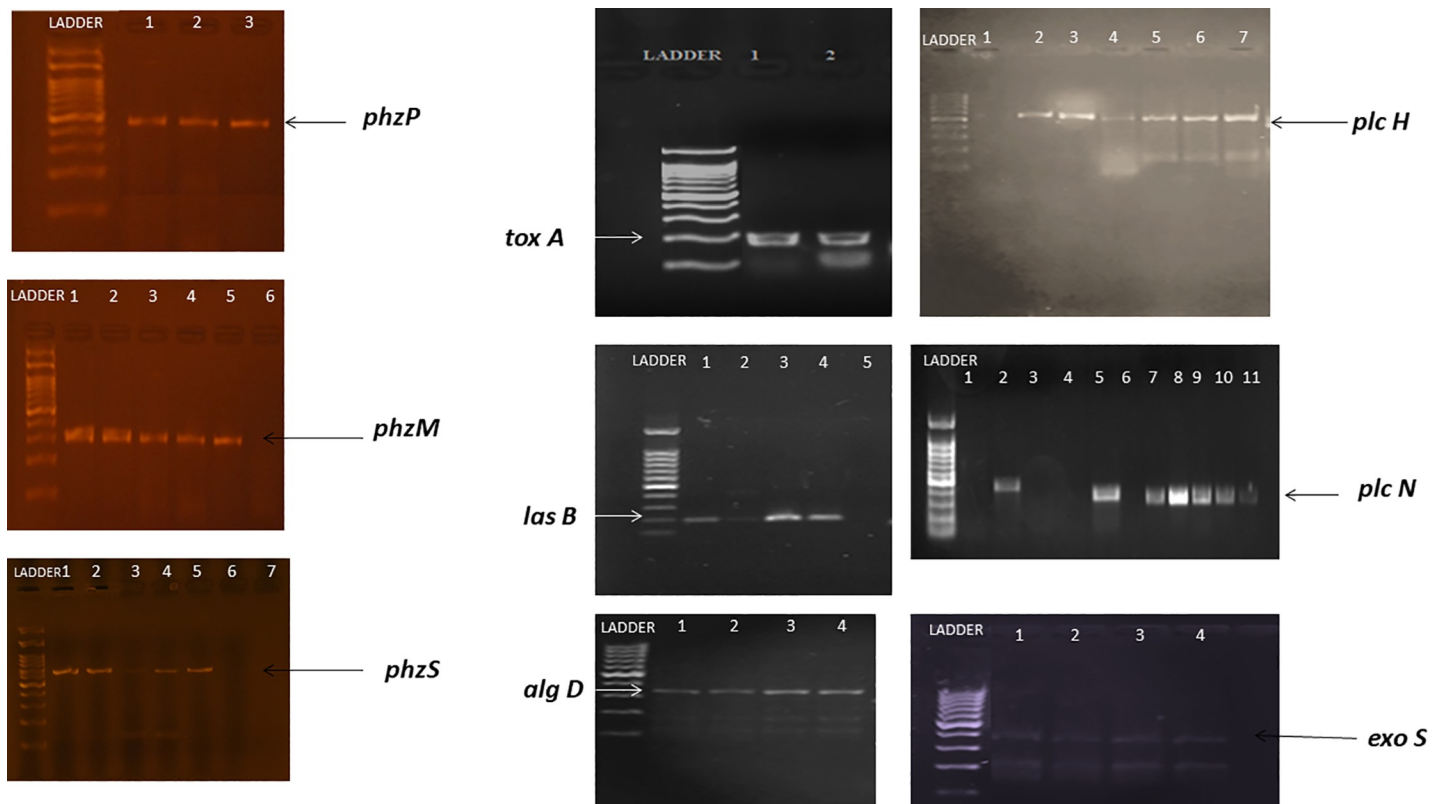 LADDER 1 2 3
phzP
LADDER 1 2 3 4 5 6
phzM
LADDER 1 2 3 4 5 6 7
phzS
LADDER 1 2
tox A
LADDER 1 2 3 4 5
las B
LADDER 1 2 3 4
alg D
LADDER 1 2 3 4 5 6 7
plc H
LADDER 1 2 3 4 5 6 7 8 9 10 11
plc N
LADDER 1 2 3 4
exo S